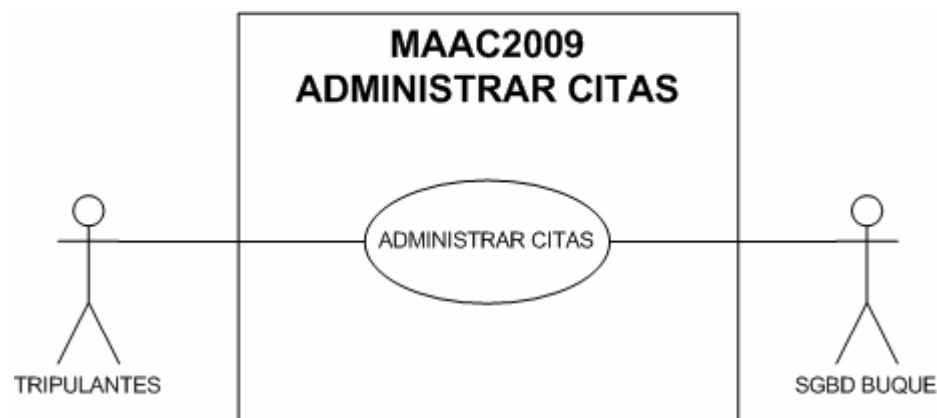 MAAC2009
ADMINISTRAR CITAS
ADMINISTRAR CITAS
TRIPULANTES
SGBD BUQUE